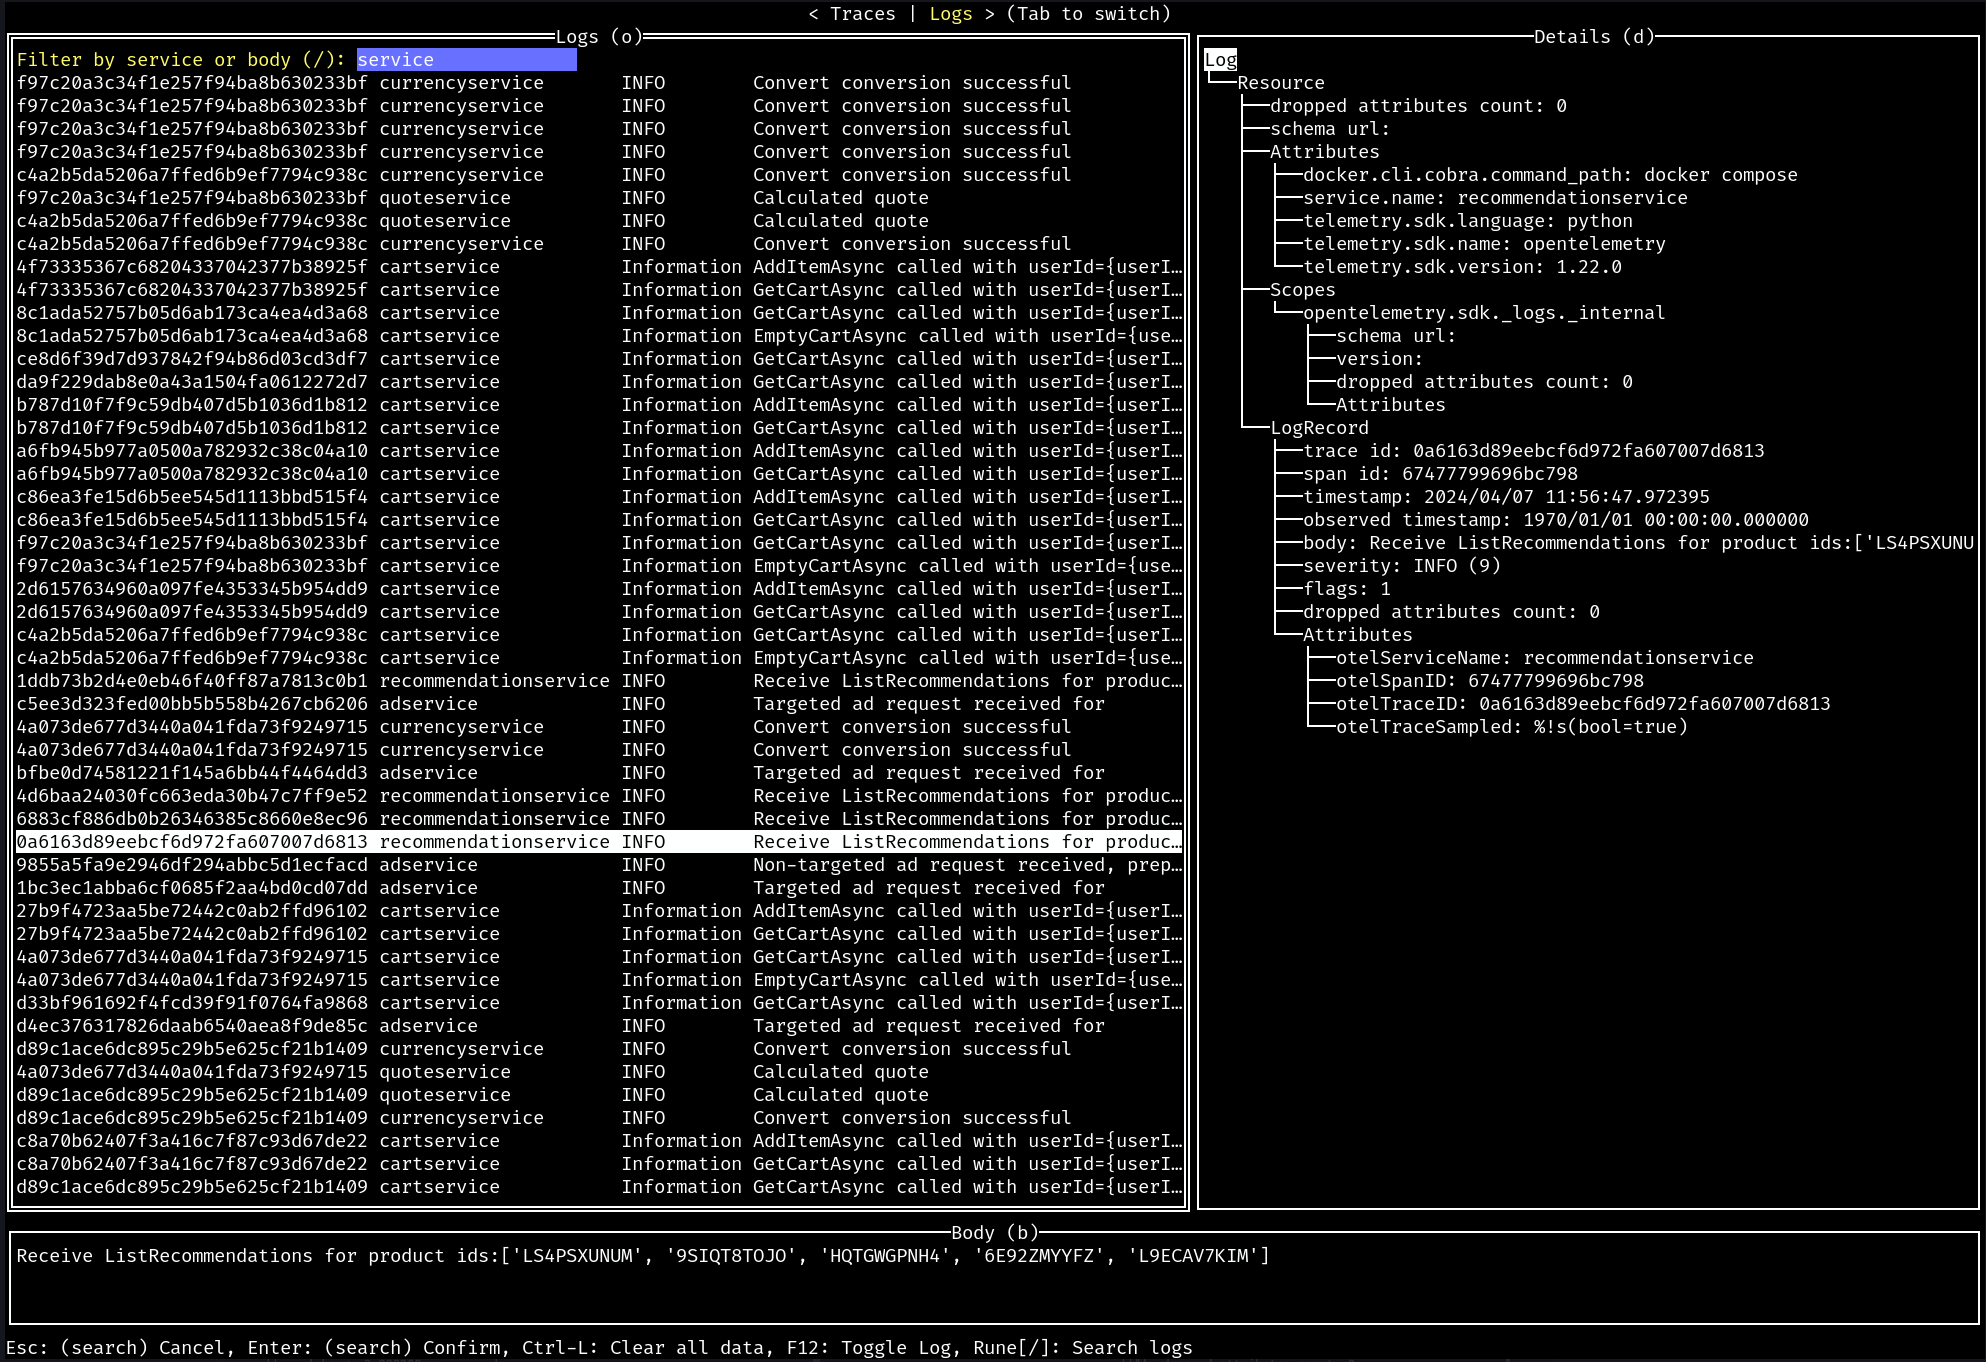 < Traces | Logs > (Tab to switch)
Logs (o)
Filter by service or body (/): service
f97c20a3c34f1e257f94ba8b630233bf currencyservice INFO Convert conversion successful
f97c20a3c34f1e257f94ba8b630233bf currencyservice INFO Convert conversion successful
f97c20a3c34f1e257f94ba8b630233bf currencyservice INFO Convert conversion successful
f97c20a3c34f1e257f94ba8b630233bf currencyservice INFO Convert conversion successful
c4a2b5da5206a7ffed6b9ef7794c938c currencyservice INFO Convert conversion successful
f97c20a3c34f1e257f94ba8b630233bf quoteservice INFO Calculated quote
c4a2b5da5206a7ffed6b9ef7794c938c quoteservice INFO Calculated quote
c4a2b5da5206a7ffed6b9ef7794c938c currencyservice INFO Convert conversion successful
4f73335367c68204337042377b38925f cartservice Information AddItemAsync called with userId={userI…
4f73335367c68204337042377b38925f cartservice Information GetCartAsync called with userId={userI…
8c1ada52757b05d6ab173ca4ea4d3a68 cartservice Information GetCartAsync called with userId={userI…
8c1ada52757b05d6ab173ca4ea4d3a68 cartservice Information EmptyCartAsync called with userId={use…
ce8d6f39d7d937842f94b86d03cd3df7 cartservice Information GetCartAsync called with userId={userI…
da9f229dab8e0a43a1504fa0612272d7 cartservice Information GetCartAsync called with userId={userI…
b787d10f7f9c59db407d5b1036d1b812 cartservice Information AddItemAsync called with userId={userI…
b787d10f7f9c59db407d5b1036d1b812 cartservice Information GetCartAsync called with userId={userI…
a6fb945b977a0500a782932c38c04a10 cartservice Information AddItemAsync called with userId={userI…
a6fb945b977a0500a782932c38c04a10 cartservice Information GetCartAsync called with userId={userI…
c86ea3fe15d6b5ee545d1113bbd515f4 cartservice Information AddItemAsync called with userId={userI…
c86ea3fe15d6b5ee545d1113bbd515f4 cartservice Information GetCartAsync called with userId={userI…
f97c20a3c34f1e257f94ba8b630233bf cartservice Information GetCartAsync called with userId={userI…
f97c20a3c34f1e257f94ba8b630233bf cartservice Information EmptyCartAsync called with userId={use…
2d6157634960a097fe4353345b954dd9 cartservice Information AddItemAsync called with userId={userI…
2d6157634960a097fe4353345b954dd9 cartservice Information GetCartAsync called with userId={userI…
c4a2b5da5206a7ffed6b9ef7794c938c cartservice Information GetCartAsync called with userId={userI…
c4a2b5da5206a7ffed6b9ef7794c938c cartservice Information EmptyCartAsync called with userId={use…
1ddb73b2d4e0eb46f40ff87a7813c0b1 recommendationservice INFO Receive ListRecommendations for produc…
c5ee3d323fed00bb5b558b4267cb6206 adservice INFO Targeted ad request received for
4a073de677d3440a041fda73f9249715 currencyservice INFO Convert conversion successful
4a073de677d3440a041fda73f9249715 currencyservice INFO Convert conversion successful
bfbe0d74581221f145a6bb44f4464dd3 adservice INFO Targeted ad request received for
4d6baa24030fc663eda30b47c7ff9e52 recommendationservice INFO Receive ListRecommendations for produc…
6883cf886db0b26346385c8660e8ec96 recommendationservice INFO Receive ListRecommendations for produc…
0a6163d89eebcf6d972fa607007d6813 recommendationservice INFO Receive ListRecommendations for produc…
9855a5fa9e2946df294abbc5d1ecfacd adservice INFO Non-targeted ad request received, prep…
1bc3ec1abba6cf0685f2aa4bd0cd07dd adservice INFO Targeted ad request received for
27b9f4723aa5be72442c0ab2ffd96102 cartservice Information AddItemAsync called with userId={userI…
27b9f4723aa5be72442c0ab2ffd96102 cartservice Information GetCartAsync called with userId={userI…
4a073de677d3440a041fda73f9249715 cartservice Information GetCartAsync called with userId={userI…
4a073de677d3440a041fda73f9249715 cartservice Information EmptyCartAsync called with userId={use…
d33bf961692f4fcd39f91f0764fa9868 cartservice Information GetCartAsync called with userId={userI…
d4ec376317826daab6540aea8f9de85c adservice INFO Targeted ad request received for
d89c1ace6dc895c29b5e625cf21b1409 currencyservice INFO Convert conversion successful
4a073de677d3440a041fda73f9249715 quoteservice INFO Calculated quote
d89c1ace6dc895c29b5e625cf21b1409 quoteservice INFO Calculated quote
d89c1ace6dc895c29b5e625cf21b1409 currencyservice INFO Convert conversion successful
c8a70b62407f3a416c7f87c93d67de22 cartservice Information AddItemAsync called with userId={userI…
c8a70b62407f3a416c7f87c93d67de22 cartservice Information GetCartAsync called with userId={userI…
d89c1ace6dc895c29b5e625cf21b1409 cartservice Information GetCartAsync called with userId={userI…
Details (d)
Log
Resource
dropped attributes count: 0
schema url:
Attributes
docker.cli.cobra.command_path: docker compose
service.name: recommendationservice
telemetry.sdk.language: python
telemetry.sdk.name: opentelemetry
telemetry.sdk.version: 1.22.0
Scopes
opentelemetry.sdk._logs._internal
schema url:
version:
dropped attributes count: 0
Attributes
LogRecord
trace id: 0a6163d89eebcf6d972fa607007d6813
span id: 67477799696bc798
timestamp: 2024/04/07 11:56:47.972395
observed timestamp: 1970/01/01 00:00:00.000000
body: Receive ListRecommendations for product ids:['LS4PSXUNU
severity: INFO (9)
flags: 1
dropped attributes count: 0
Attributes
otelServiceName: recommendationservice
otelSpanID: 67477799696bc798
otelTraceID: 0a6163d89eebcf6d972fa607007d6813
otelTraceSampled: %!s(bool=true)
Body (b)
Receive ListRecommendations for product ids:['LS4PSXUNUM', '9SIQT8TOJO', 'HQTGWGPNH4', '6E92ZMYYFZ', 'L9ECAV7KIM']
Esc: (search) Cancel, Enter: (search) Confirm, Ctrl-L: Clear all data, F12: Toggle Log, Rune[/]: Search logs